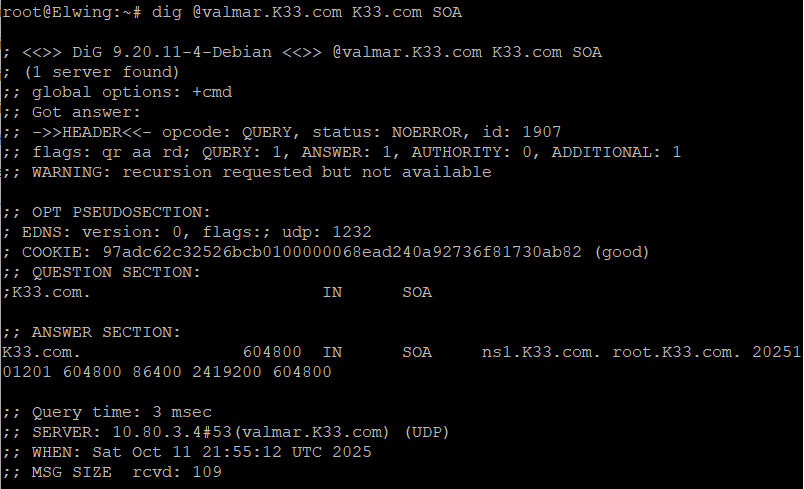 root@Elwing:~# dig @valmar.K33.com K33.com SOA
; <<>> DiG 9.20.11-4-Debian <<>> @valmar.K33.com K33.com SOA
; (1 server found)
;; global options: +cmd
;; Got answer:
;; ->>HEADER<<- opcode: QUERY, status: NOERROR, id: 1907
;; flags: qr aa rd; QUERY: 1, ANSWER: 1, AUTHORITY: 0, ADDITIONAL: 1
;; WARNING: recursion requested but not available
;; OPT PSEUDOSECTION:
; EDNS: version: 0, flags:; udp: 1232
; COOKIE: 97adc62c32526bcb0100000068ead240a92736f81730ab82 (good)
;; QUESTION SECTION:
;K33.com. IN SOA
;; ANSWER SECTION:
K33.com. 604800 IN SOA ns1.K33.com. root.K33.com. 20251
01201 604800 86400 2419200 604800
;; Query time: 3 msec
;; SERVER: 10.80.3.4#53(valmar.K33.com) (UDP)
;; WHEN: Sat Oct 11 21:55:12 UTC 2025
;; MSG SIZE rcvd: 109